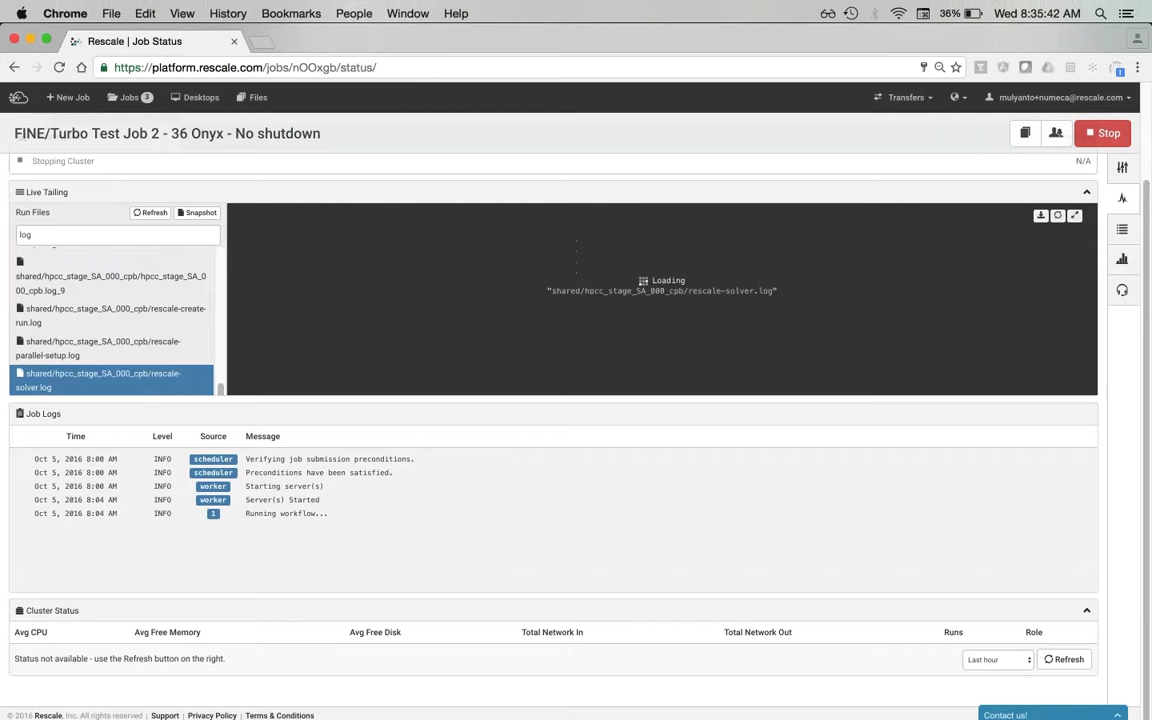 Chrome File Edit View History Bookmarks People Window Help 36% Wed 8:35:42 AM
Rescale | Job Status
https://platform.rescale.com/jobs/nOOxgb/status/
+ New Job Jobs 3 Desktops Files Transfers mulyanto+numeca@rescale.com
FINE/Turbo Test Job 2 - 36 Onyx - No shutdown Stop
Stopping Cluster N/A
Live Tailing
Run Files Refresh Snapshot
log
shared/hpcc_stage_SA_000_cpb/hpcc_stage_SA_0
00_cpb.log_9
shared/hpcc_stage_SA_000_cpb/rescale-create-
run.log
shared/hpcc_stage_SA_000_cpb/rescale-
parallel-setup.log
shared/hpcc_stage_SA_000_cpb/rescale-
solver.log
Loading
"shared/hpcc_stage_SA_000_cpb/rescale-solver.log"
Job Logs
Time Level Source Message
Oct 5, 2016 8:00 AM INFO scheduler Verifying job submission preconditions.
Oct 5, 2016 8:00 AM INFO scheduler Preconditions have been satisfied.
Oct 5, 2016 8:00 AM INFO worker Starting server(s)
Oct 5, 2016 8:04 AM INFO worker Server(s) Started
Oct 5, 2016 8:04 AM INFO 1 Running workflow...
Cluster Status
Avg CPU Avg Free Memory Avg Free Disk Total Network In Total Network Out Runs Role
Status not available - use the Refresh button on the right. Last hour Refresh
© 2016 Rescale, Inc. All rights reserved | Support | Privacy Policy | Terms & Conditions
Contact us!